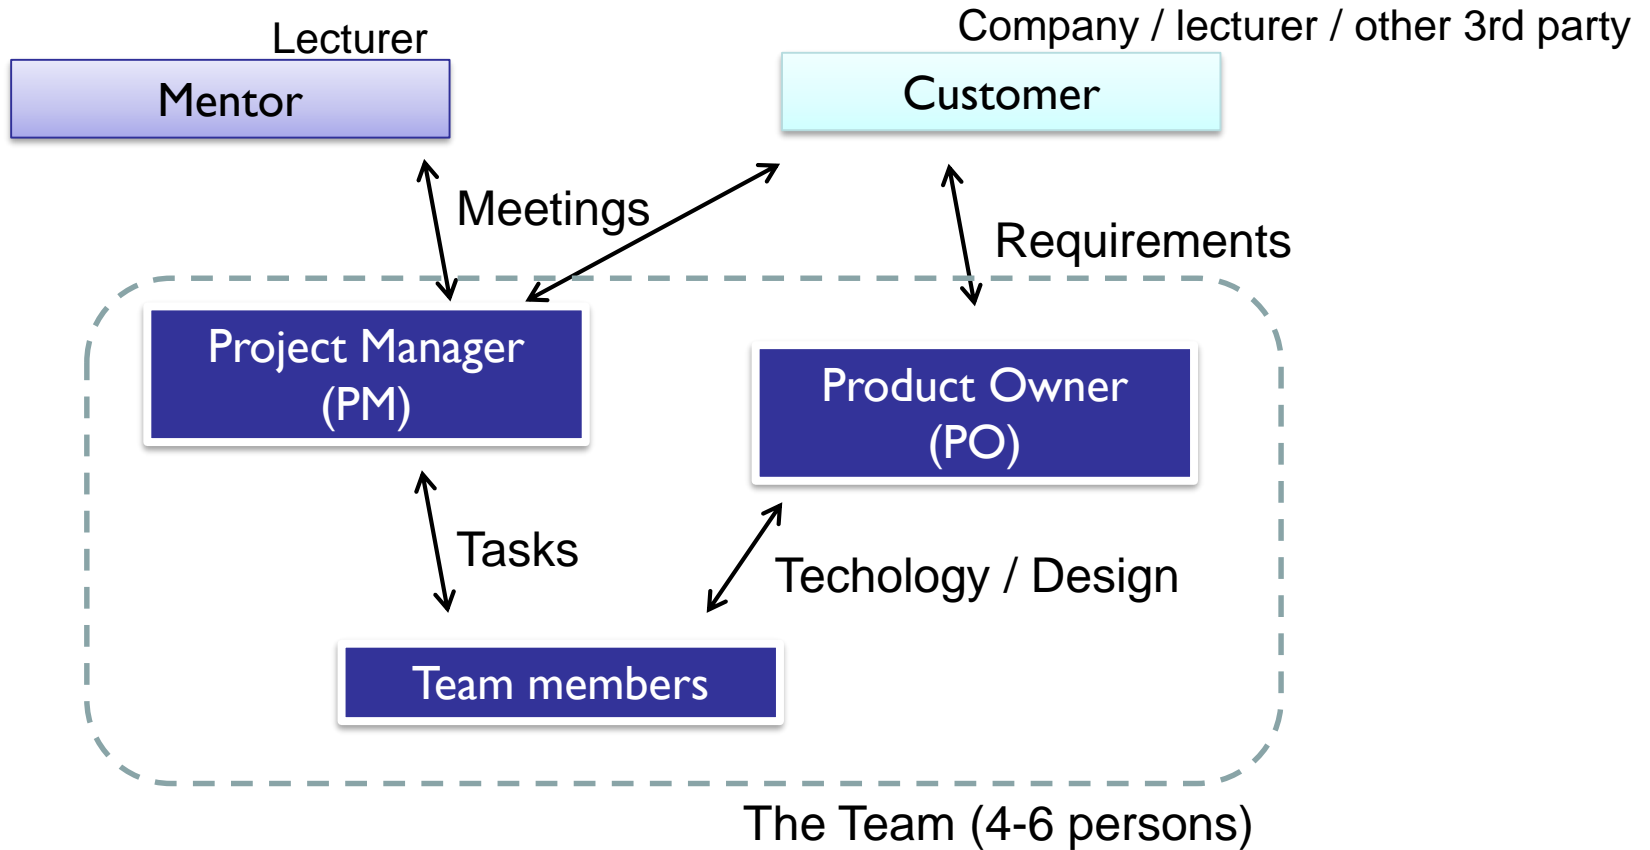 Lecturer
Company / lecturer / other 3rd party
Mentor
Customer
Meetings
Requirements
Project Manager
(PM)
Product Owner
(PO)
Tasks
Techology / Design
Team members
The Team (4-6 persons)